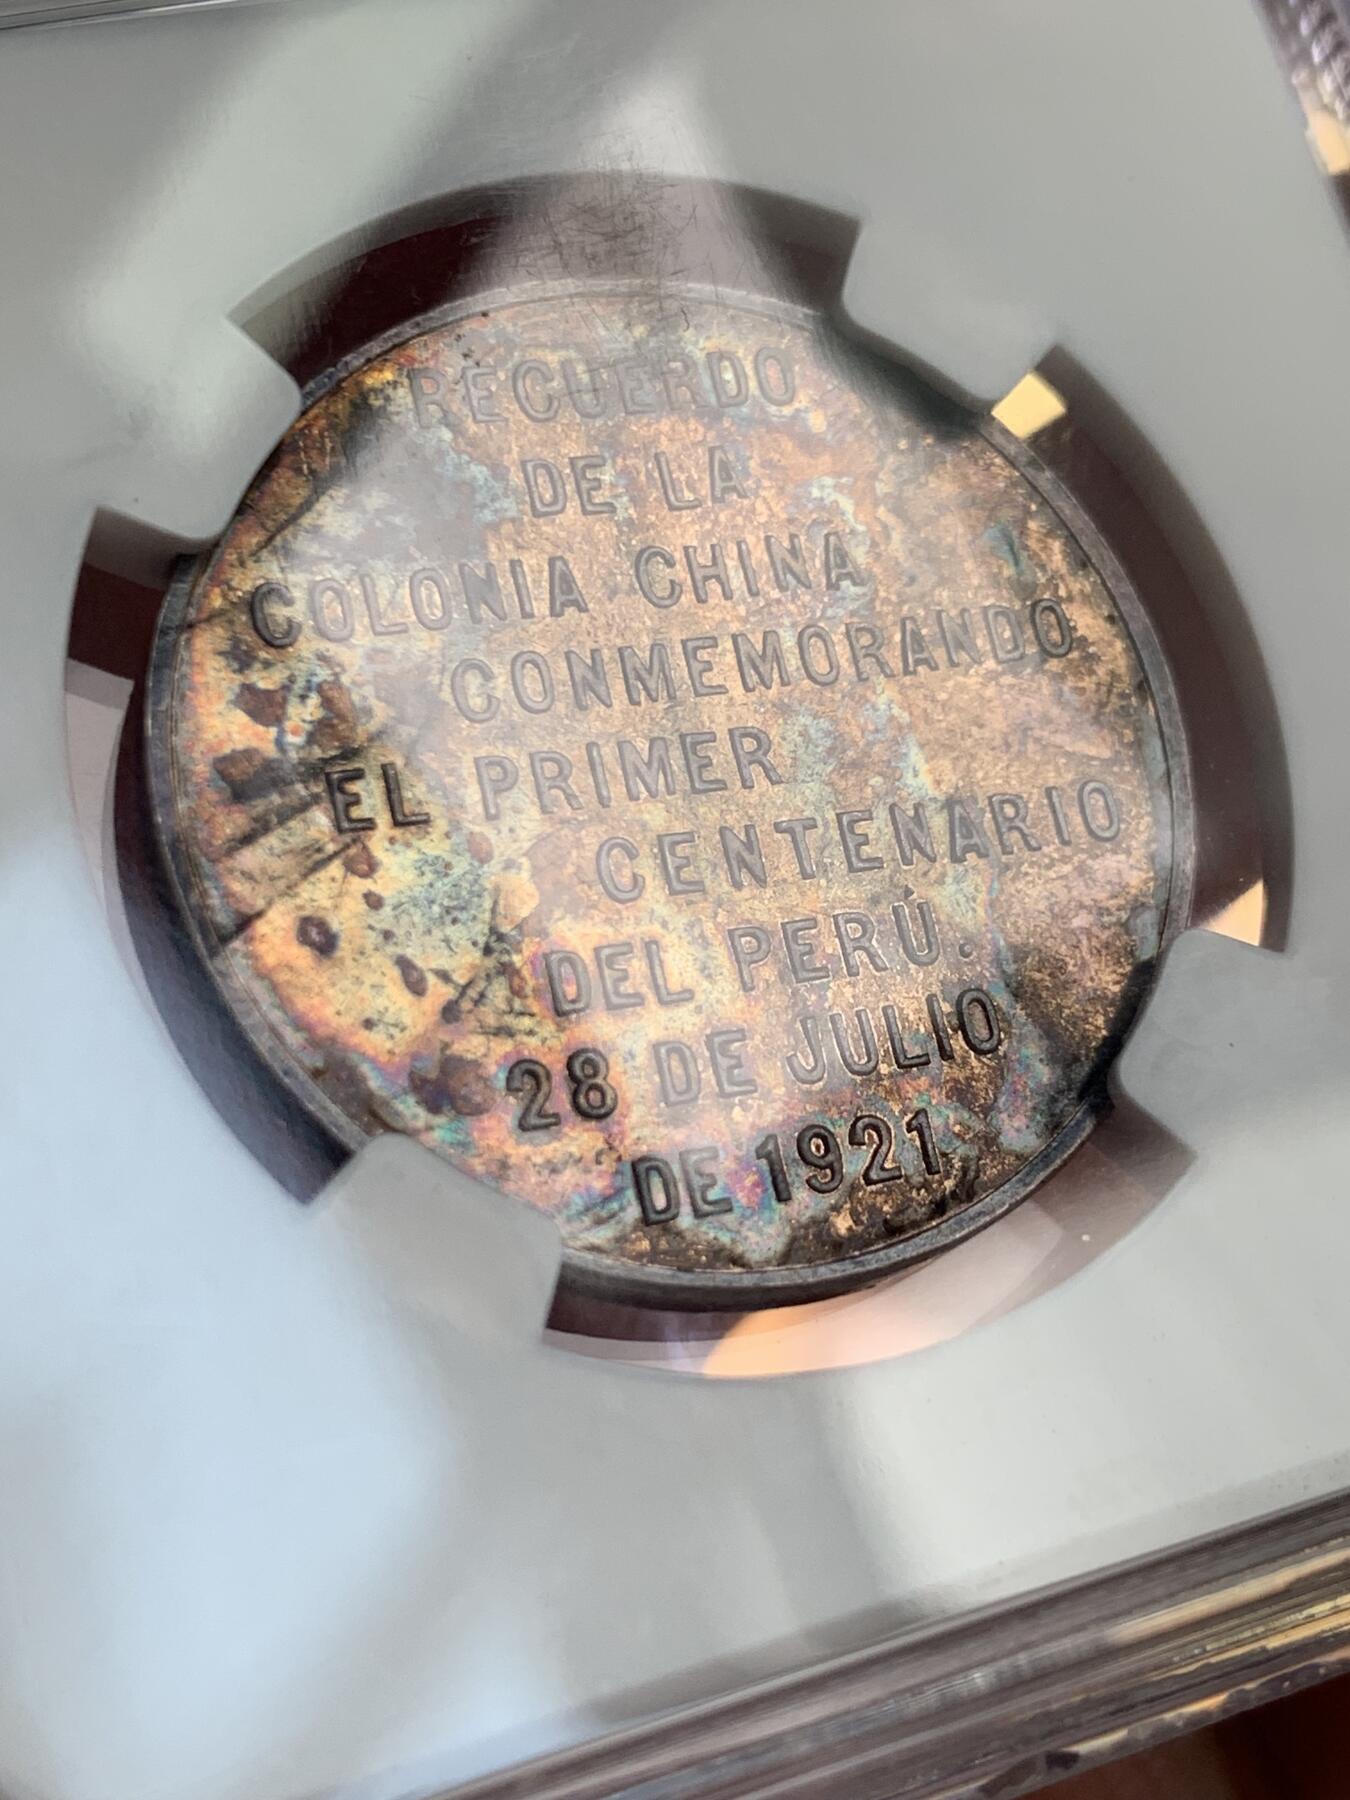 RECUERDO
DE LA
COLONIA CHINA
CONMEMORANDO
EL PRIMER
CENTENARIO
DEL PERÚ.
28 DE JULIO
DE 1921